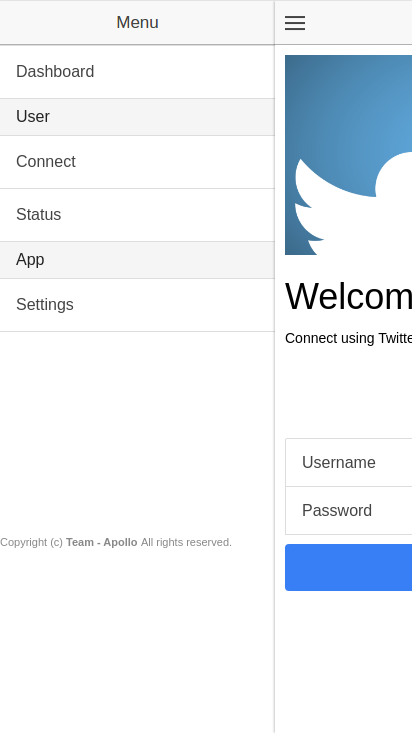 Menu
Dashboard
User
Connect
Status
App
Settings
Copyright (c) Team - Apollo All rights reserved.
Welcom
Connect using Twitte
Username
Password